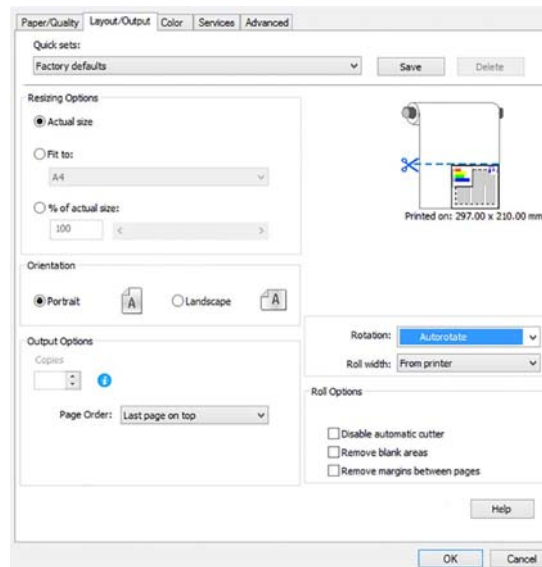 Paper/Quality Layout/Output Color Services Advanced
Quick sets:
Factory defaults Save Delete
Resizing Options
Actual size
Fit to:
A4
% of actual size:
100
Printed on: 297.00 x 210.00 mm
Orientation
Portrait A Landscape A
Rotation: Autorotate
Roll width: From printer
Output Options
Copies
Page Order: Last page on top
Roll Options
Disable automatic cutter
Remove blank areas
Remove margins between pages
Help
OK Cancel